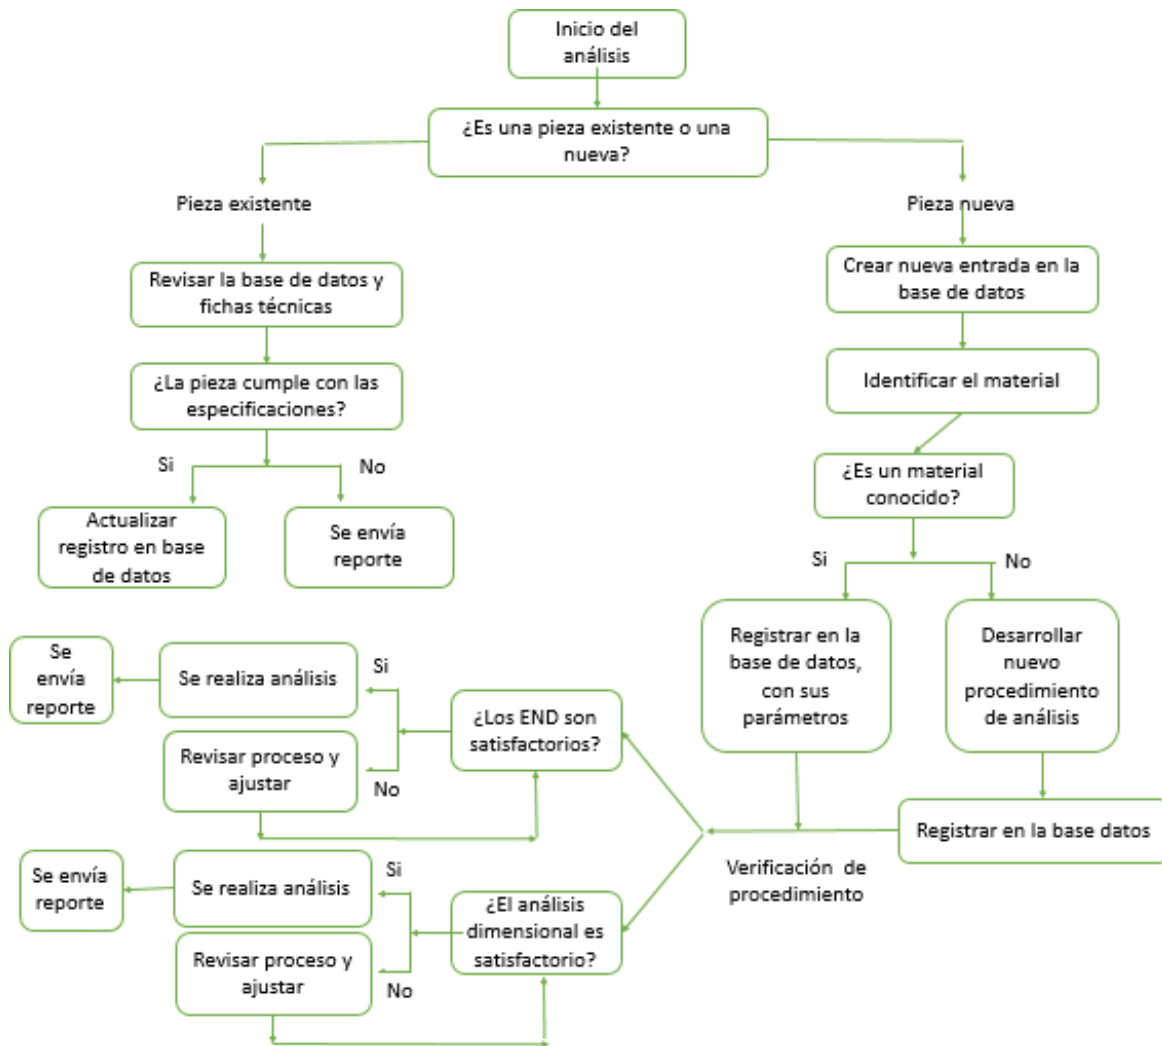 Inicio del
análisis
¿Es una pieza existente o una
nueva?
Pieza existente
Pieza nueva
Revisar la base de datos y
fichas técnicas
Crear nueva entrada en la
base de datos
¿La pieza cumple con las
especificaciones?
Identificar el material
Si
No
¿Es un material
conocido?
Actualizar
registro en base
de datos
Se envía
reporte
Si
No
Registrar en la
base de datos,
con sus
parámetros
Desarrollar
nuevo
procedimiento
de análisis
Se
envía
reporte
Se realiza análisis
Si
¿Los END son
satisfactorios?
Revisar proceso y
ajustar
No
Registrar en la base datos
Verificación de
procedimiento
Se envía
reporte
Se realiza análisis
Si
¿El análisis
dimensional es
satisfactorio?
Revisar proceso y
ajustar
No